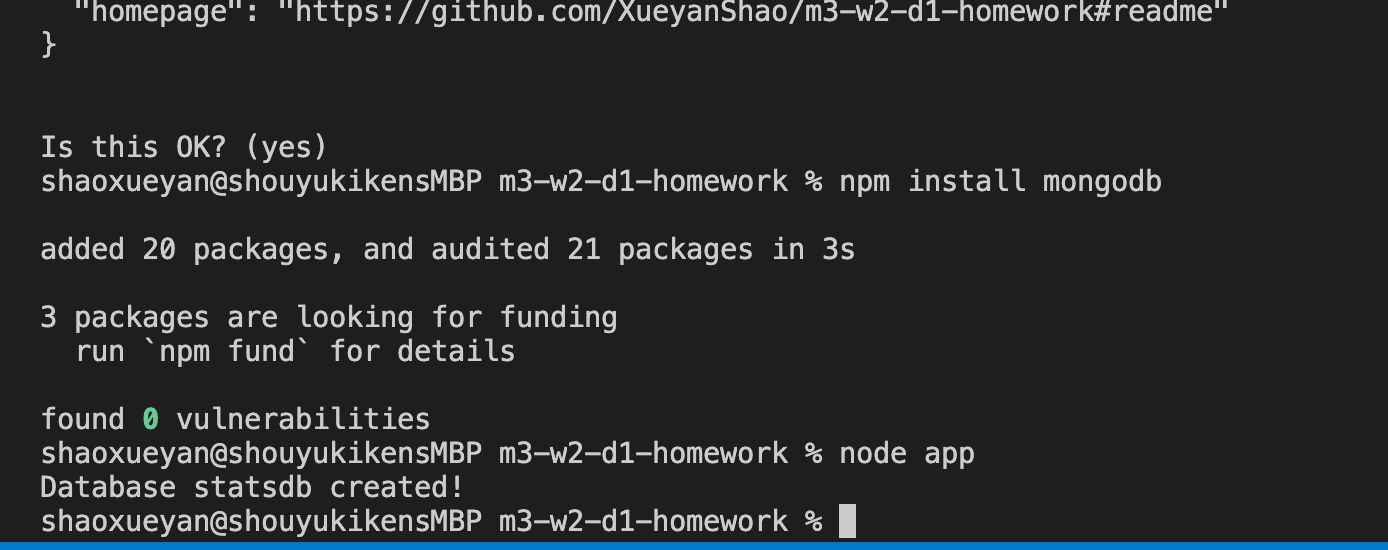 "homepage": "https://github.com/XueyanShao/m3-w2-d1-homework#readme"
}
Is this OK? (yes)
shaoxueyan@shouyukikensMBP m3-w2-d1-homework % npm install mongodb
added 20 packages, and audited 21 packages in 3s
3 packages are looking for funding
run `npm fund` for details
found 0 vulnerabilities
shaoxueyan@shouyukikensMBP m3-w2-d1-homework % node app
Database statsdb created!
shaoxueyan@shouyukikensMBP m3-w2-d1-homework %